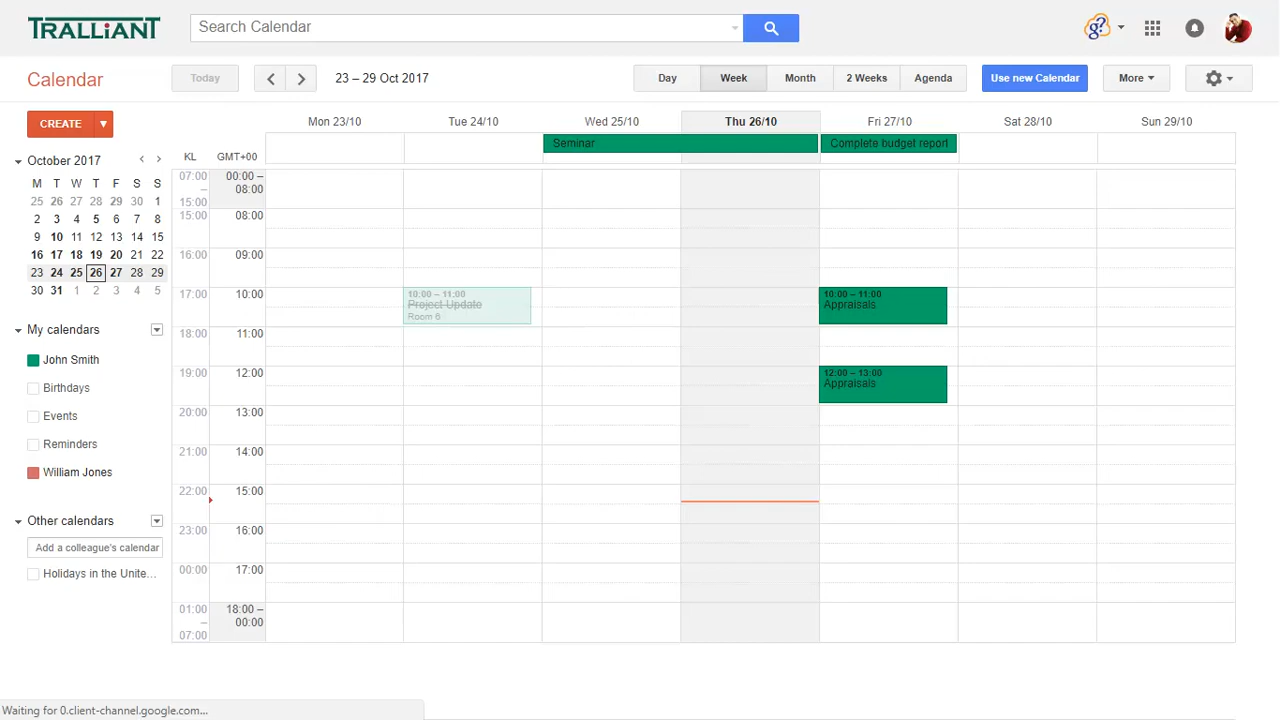 TRALLiANT
Search Calendar
g?
Calendar
Today
23 – 29 Oct 2017
Day
Week
Month
2 Weeks
Agenda
Use new Calendar
More
CREATE
October 2017
M T W T F S S
25 26 27 28 29 30 1
2 3 4 5 6 7 8
9 10 11 12 13 14 15
16 17 18 19 20 21 22
23 24 25 26 27 28 29
30 31 1 2 3 4 5
My calendars
John Smith
Birthdays
Events
Reminders
William Jones
Other calendars
Add a colleague's calendar
Holidays in the Unite...
Mon 23/10
Tue 24/10
Wed 25/10
Thu 26/10
Fri 27/10
Sat 28/10
Sun 29/10
Seminar
Complete budget report
KL GMT+00
07:00 00:00 –
– 08:00
15:00
15:00 08:00
16:00 09:00
17:00 10:00
18:00 11:00
19:00 12:00
20:00 13:00
21:00 14:00
22:00 15:00
23:00 16:00
00:00 17:00
01:00 18:00 –
– 00:00
07:00
10:00 – 11:00
Project Update
Room 6
10:00 – 11:00
Appraisals
12:00 – 13:00
Appraisals
Waiting for 0.client-channel.google.com...